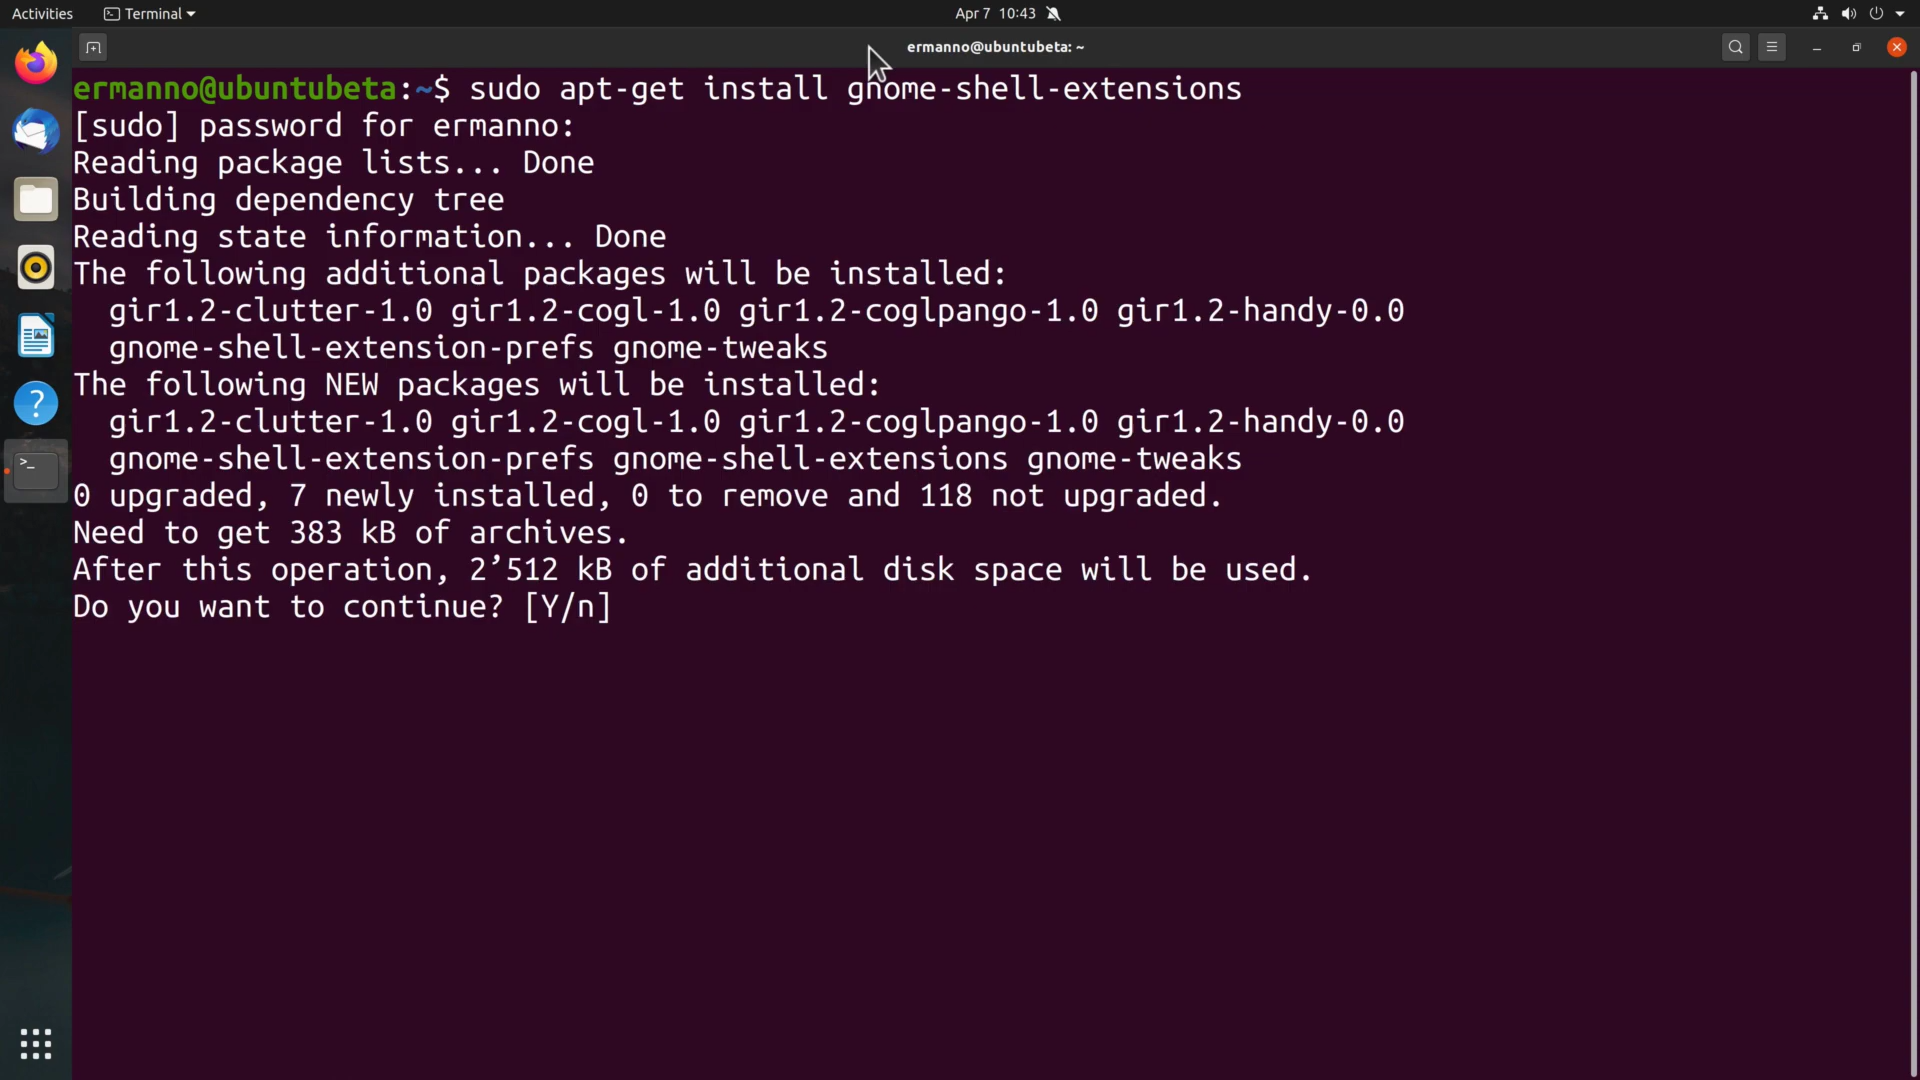 Activities
Terminal
Apr 7 10:43
ermanno@ubuntubeta: ~
ermanno@ubuntubeta:~$ sudo apt-get install gnome-shell-extensions
[sudo] password for ermanno:
Reading package lists... Done
Building dependency tree
Reading state information... Done
The following additional packages will be installed:
gir1.2-clutter-1.0 gir1.2-cogl-1.0 gir1.2-coglpango-1.0 gir1.2-handy-0.0
gnome-shell-extension-prefs gnome-tweaks
The following NEW packages will be installed:
gir1.2-clutter-1.0 gir1.2-cogl-1.0 gir1.2-coglpango-1.0 gir1.2-handy-0.0
gnome-shell-extension-prefs gnome-shell-extensions gnome-tweaks
0 upgraded, 7 newly installed, 0 to remove and 118 not upgraded.
Need to get 383 kB of archives.
After this operation, 2’512 kB of additional disk space will be used.
Do you want to continue? [Y/n]